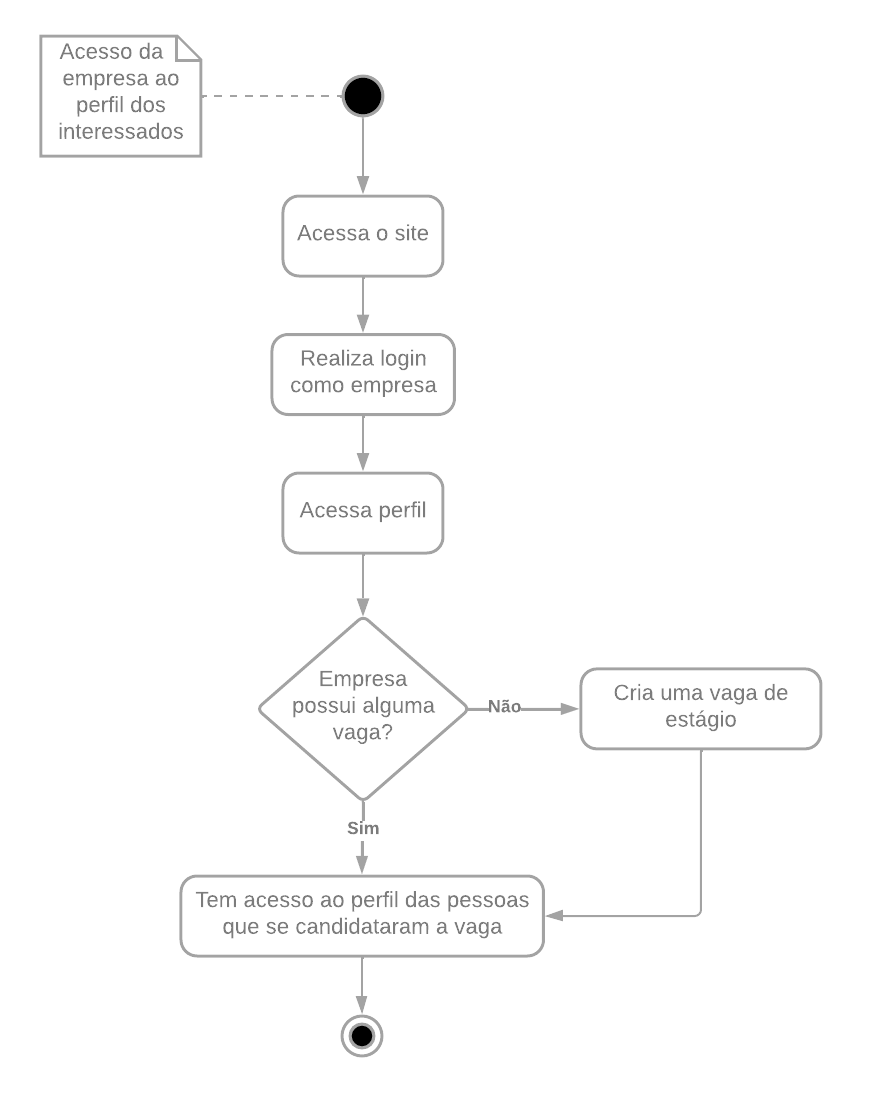 Acesso da
empresa ao
perfil dos
interessados
Acessa o site
Realiza login
como empresa
Acessa perfil
Empresa
possui alguma
vaga?
Não
Cria uma vaga de
estágio
Sim
Tem acesso ao perfil das pessoas
que se candidataram a vaga